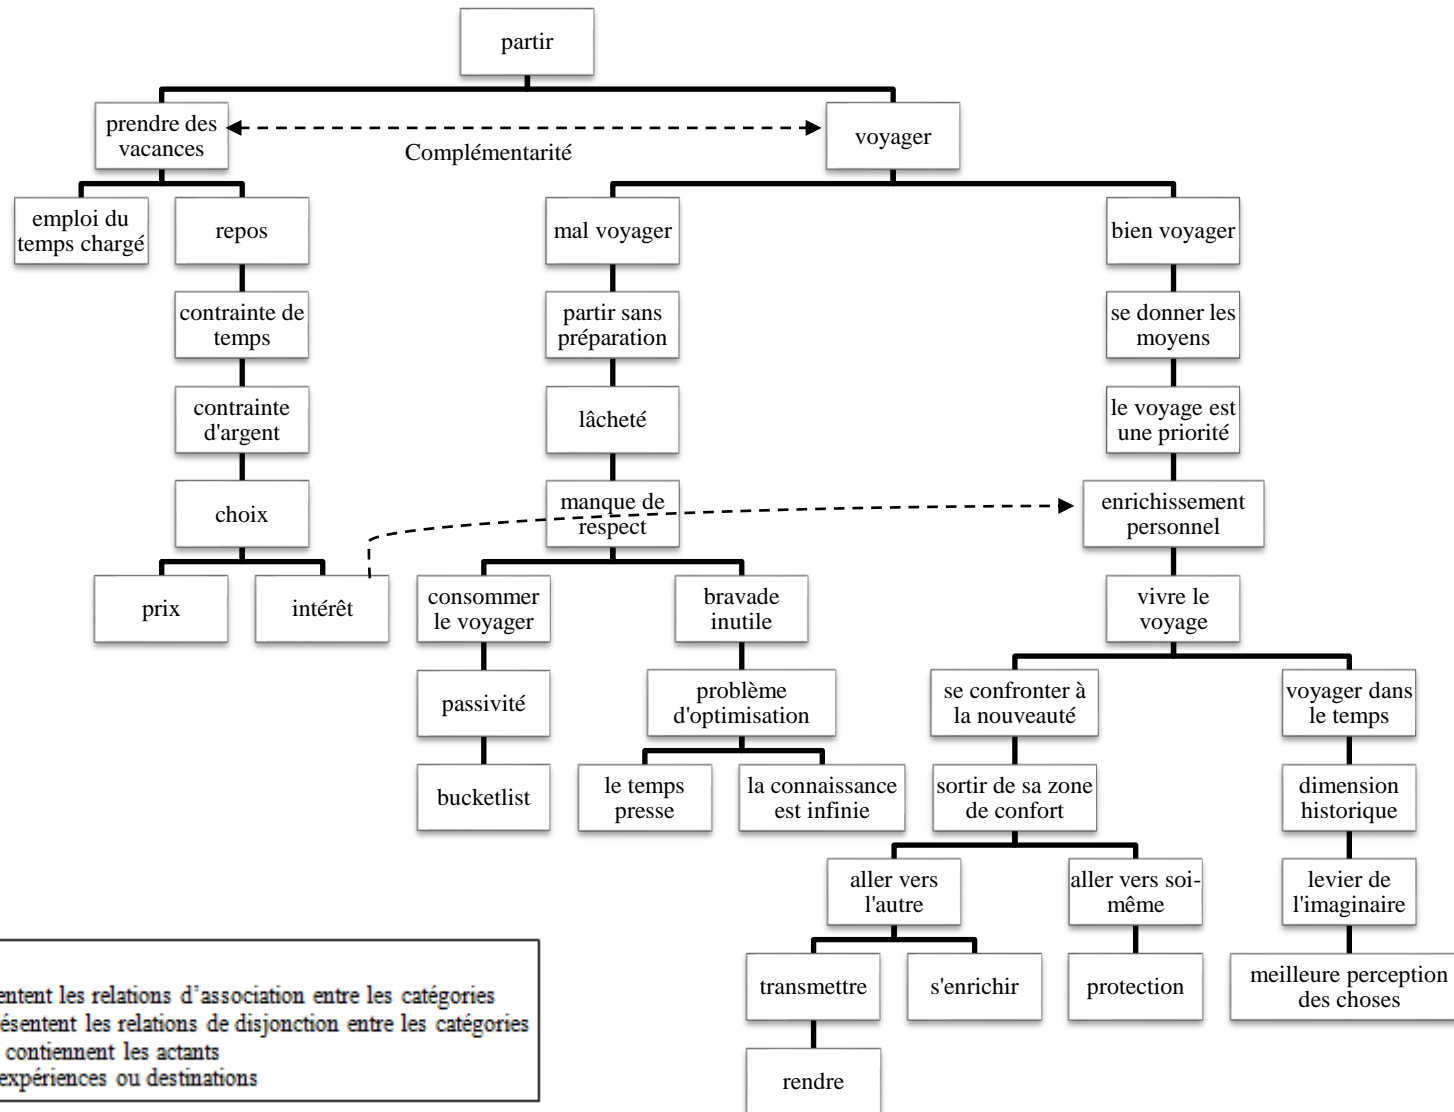 partir
prendre des
vacances
Complémentarité
voyager
emploi du
temps chargé
repos
mal voyager
bien voyager
contrainte de
temps
partir sans
préparation
se donner les
moyens
contrainte
d'argent
lâcheté
le voyage est
une priorité
choix
manque de
respect
enrichissement
personnel
prix
intérêt
consommer
le voyager
bravade
inutile
vivre le
voyage
passivité
problème
d'optimisation
se confronter à
la nouveauté
voyager dans
le temps
bucketlist
le temps
presse
la connaissance
est infinie
sortir de sa zone
de confort
dimension
historique
aller vers
l'autre
aller vers soi-
même
levier de
l'imaginaire
transmettre
s'enrichir
protection
meilleure perception
des choses
rendre
entent les relations d’association entre les catégories
ésentent les relations de disjonction entre les catégories
contiennent les actants
expériences ou destinations